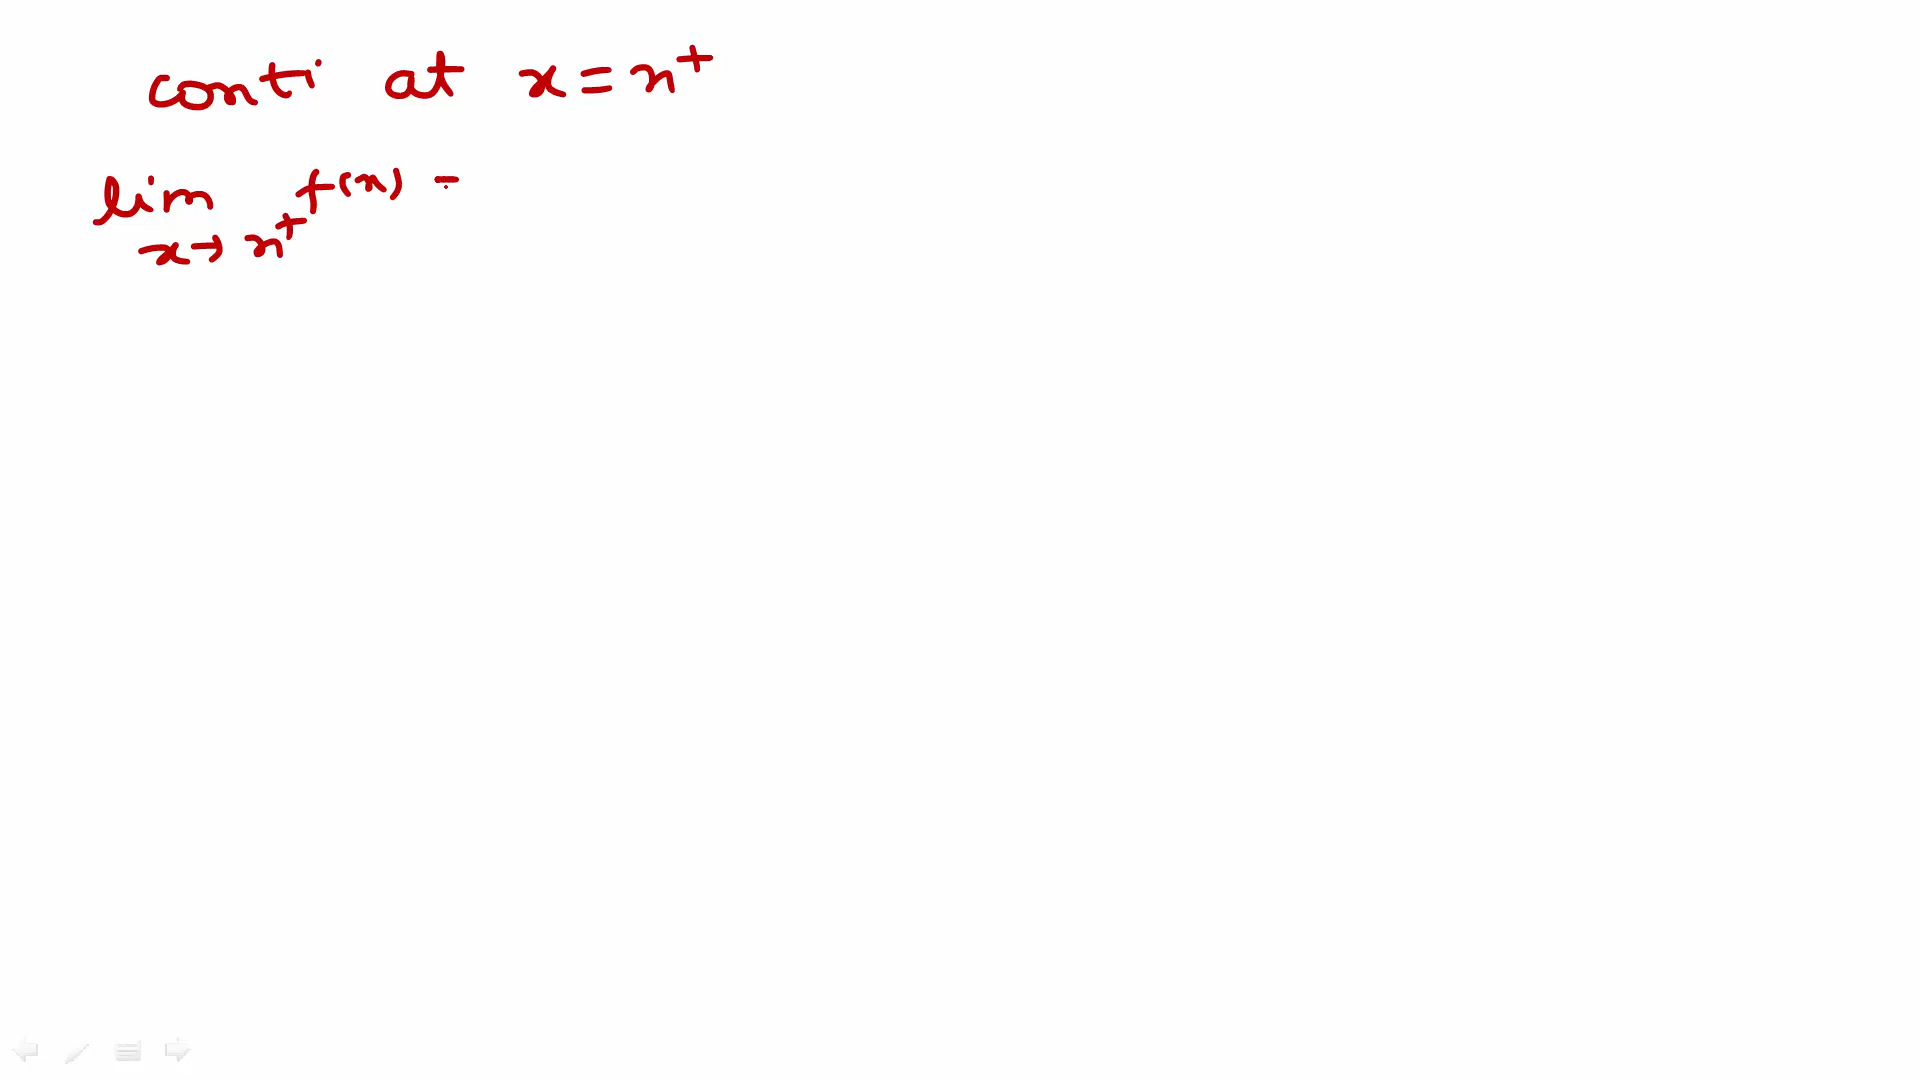 conti at x = n⁺
lim f(x) =
x → n⁺